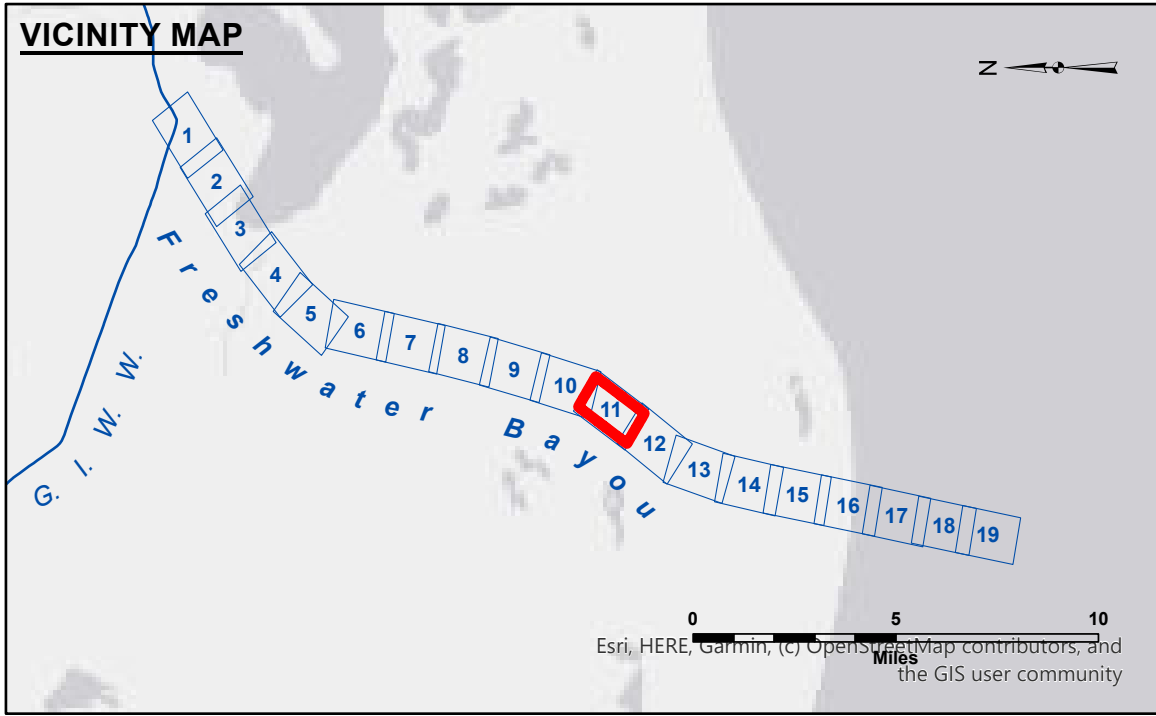 VICINITY MAP
N
1
2
3
4
5
6
7
8
9
10
11
12
13
14
15
16
17
18
19
Freshwater Bayou
G. I. W. W.
0 5 10
Miles
Esri, HERE, Garmin, (c) OpenStreetMap contributors, and
the GIS user community